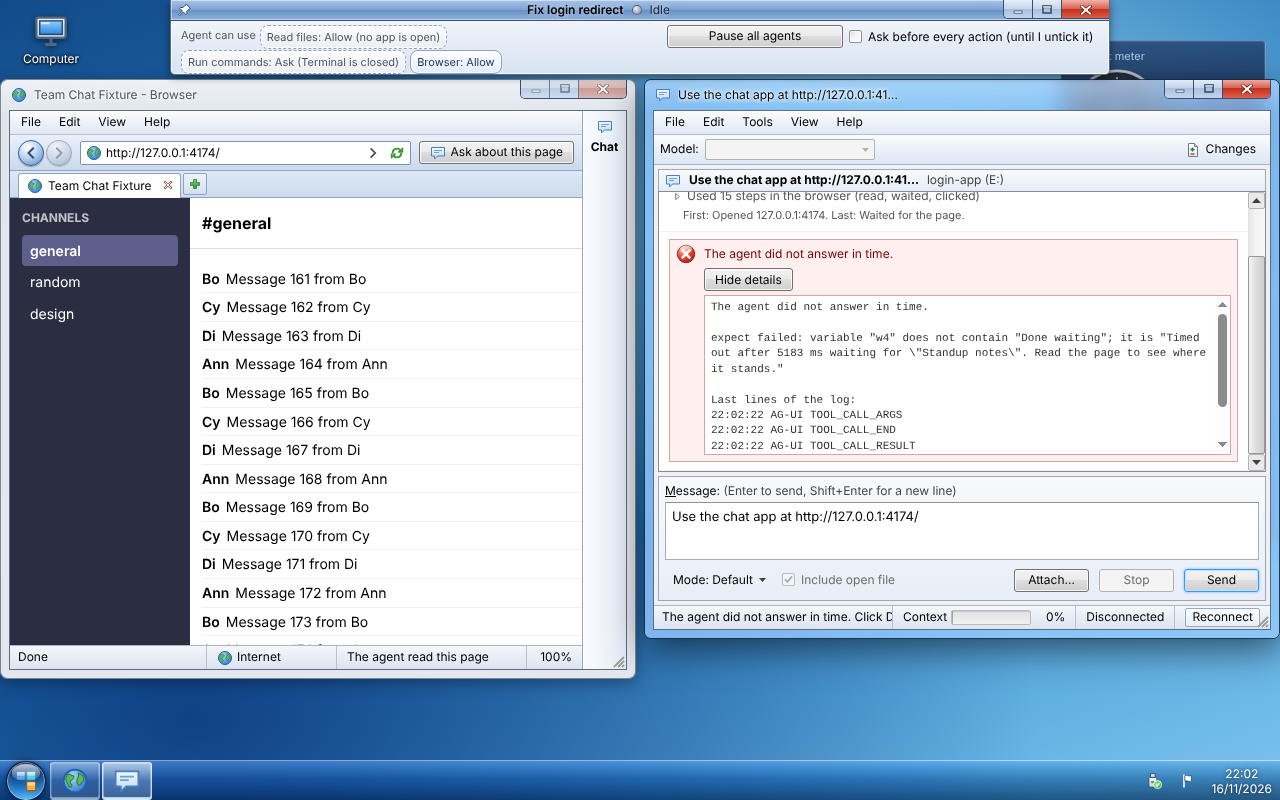 Computer
Fix login redirect
Idle
Agent can use
Read files: Allow (no app is open)
Run commands: Ask (Terminal is closed)
Browser: Allow
Pause all agents
Ask before every action (until I untick it)
meter
Team Chat Fixture - Browser
File Edit View Help
http://127.0.0.1:4174/
Ask about this page
Team Chat Fixture
Chat
CHANNELS
general
random
design
#general
Bo Message 161 from Bo
Cy Message 162 from Cy
Di Message 163 from Di
Ann Message 164 from Ann
Bo Message 165 from Bo
Cy Message 166 from Cy
Di Message 167 from Di
Ann Message 168 from Ann
Bo Message 169 from Bo
Cy Message 170 from Cy
Di Message 171 from Di
Ann Message 172 from Ann
Bo Message 173 from Bo
Done
Internet
The agent read this page
100%
Use the chat app at http://127.0.0.1:41...
File Edit Tools View Help
Model:
Changes
Use the chat app at http://127.0.0.1:41... login-app (E:)
Used 15 steps in the browser (read, waited, clicked)
First: Opened 127.0.0.1:4174. Last: Waited for the page.
The agent did not answer in time.
Hide details
The agent did not answer in time.
expect failed: variable "w4" does not contain "Done waiting"; it is "Timed
out after 5183 ms waiting for \"Standup notes\". Read the page to see where
it stands."
Last lines of the log:
22:02:22 AG-UI TOOL_CALL_ARGS
22:02:22 AG-UI TOOL_CALL_END
22:02:22 AG-UI TOOL_CALL_RESULT
Message: (Enter to send, Shift+Enter for a new line)
Use the chat app at http://127.0.0.1:4174/
Mode: Default
Include open file
Attach...
Stop
Send
The agent did not answer in time. Click
Context
0%
Disconnected
Reconnect
22:02
16/11/2026